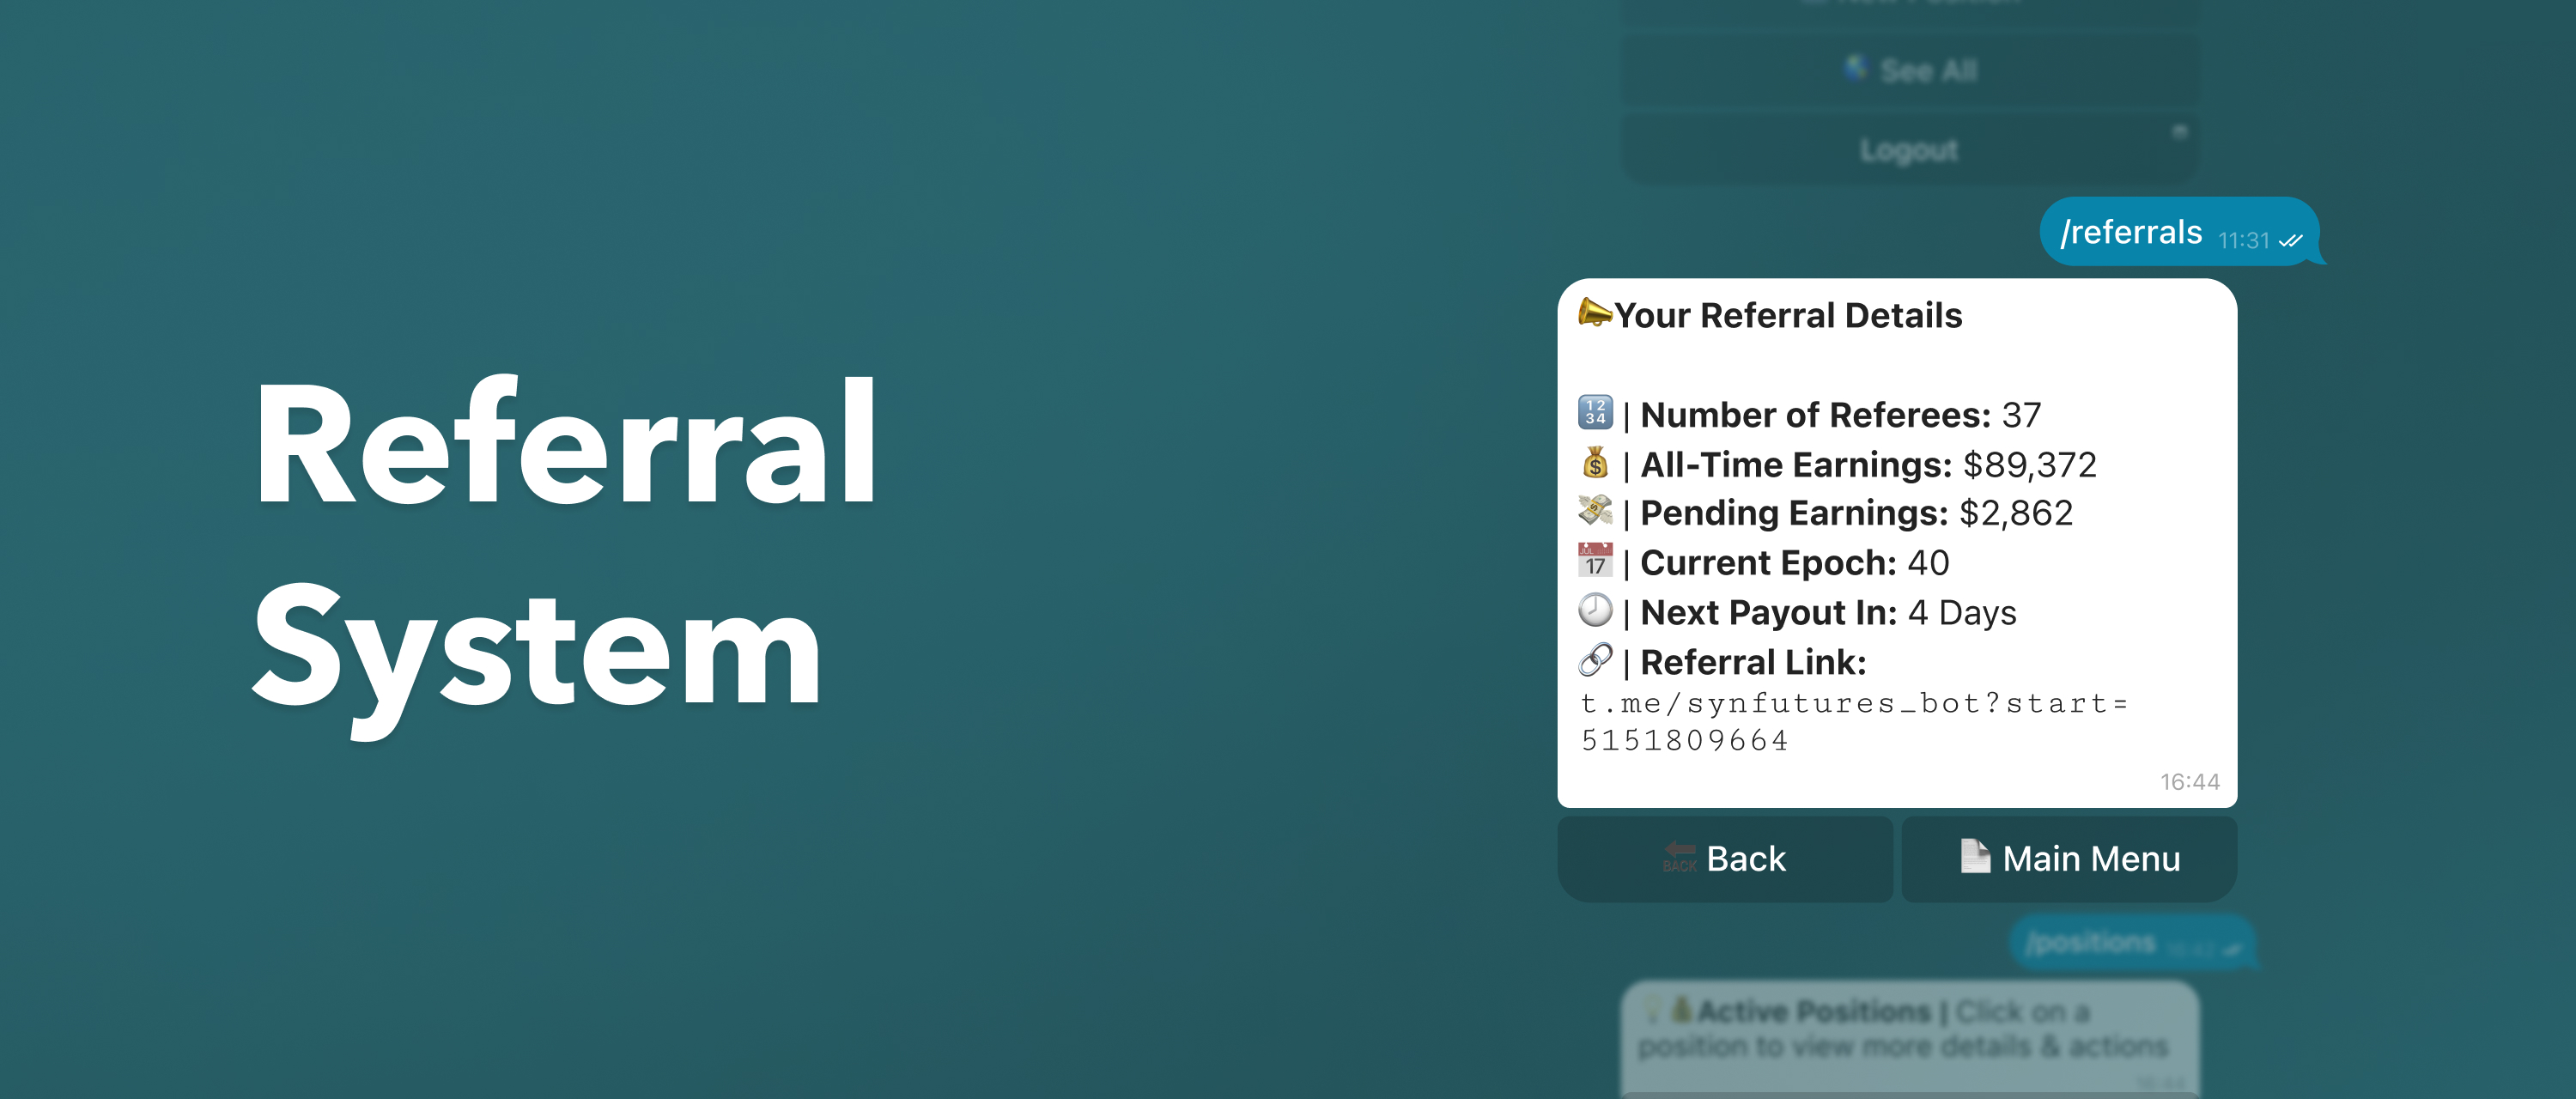 Referral
System
See All
Logout
/referrals 11:31
Your Referral Details
| Number of Referees: 37
| All-Time Earnings: $89,372
| Pending Earnings: $2,862
| Current Epoch: 40
| Next Payout In: 4 Days
| Referral Link:
t.me/synfutures_bot?start=
5151809664
16:44
Back
Main Menu
/positions
Active Positions | Click on a
position to view more details & actions